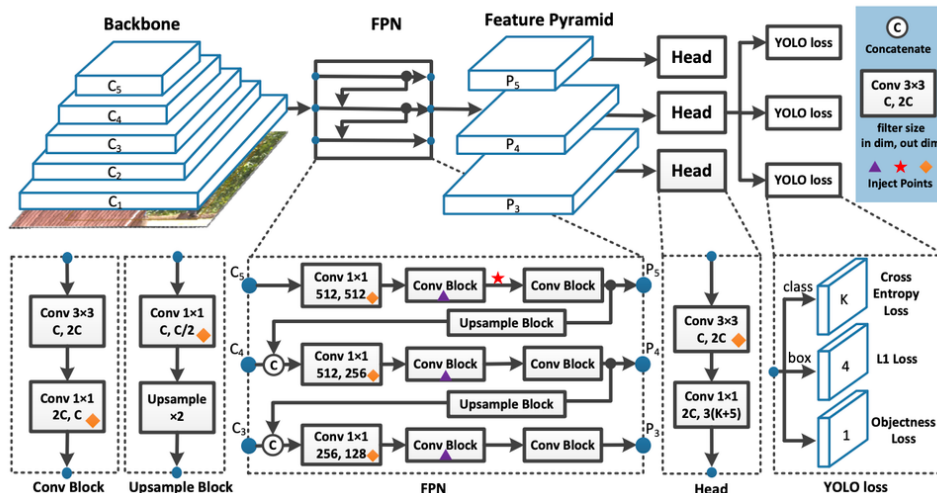 Backbone
FPN
Feature Pyramid
C5
C4
C3
C2
C1
P5
P4
P3
Head
Head
Head
YOLO loss
YOLO loss
YOLO loss
C
Concatenate
Conv 3×3
C, 2C
filter size
in dim, out dim
Inject Points
Conv 3×3
C, 2C
Conv 1×1
2C, C
Conv Block
Conv 1×1
C, C/2
Upsample
×2
Upsample Block
C5
Conv 1×1
512, 512
Conv Block
Conv Block
P5
Upsample Block
C4
C
Conv 1×1
512, 256
Conv Block
Conv Block
P4
Upsample Block
C3
C
Conv 1×1
256, 128
Conv Block
Conv Block
P3
FPN
Conv 3×3
C, 2C
Conv 1×1
2C, 3(K+5)
Head
class
K
Cross
Entropy
Loss
box
4
L1 Loss
1
Objectness
Loss
YOLO loss